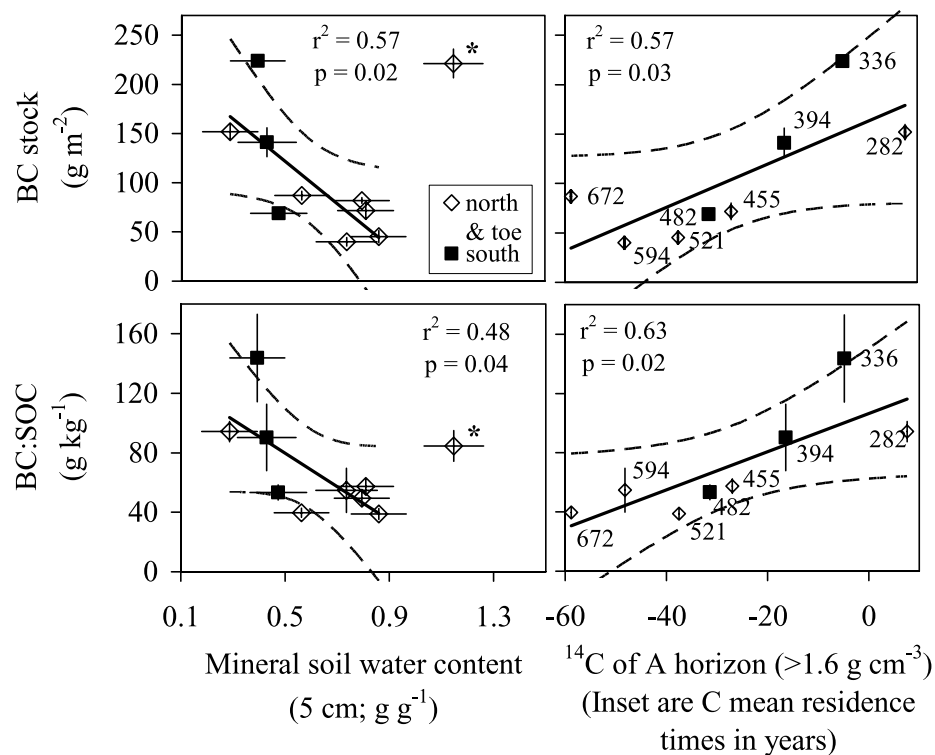 250
200
150
100
50
0
BC stock
(g m⁻²)
r² = 0.57
p = 0.02
*
north
& toe
south
r² = 0.57
p = 0.03
336
394
282
672
482
455
521
594
160
120
80
40
0
BC:SOC
(g kg⁻¹)
r² = 0.48
p = 0.04
*
r² = 0.63
p = 0.02
336
394
282
594
455
482
672
521
0.1 0.5 0.9 1.3
-60 -40 -20 0
Mineral soil water content
(5 cm; g g⁻¹)
¹⁴C of A horizon (>1.6 g cm⁻³)
(Inset are C mean residence
times in years)